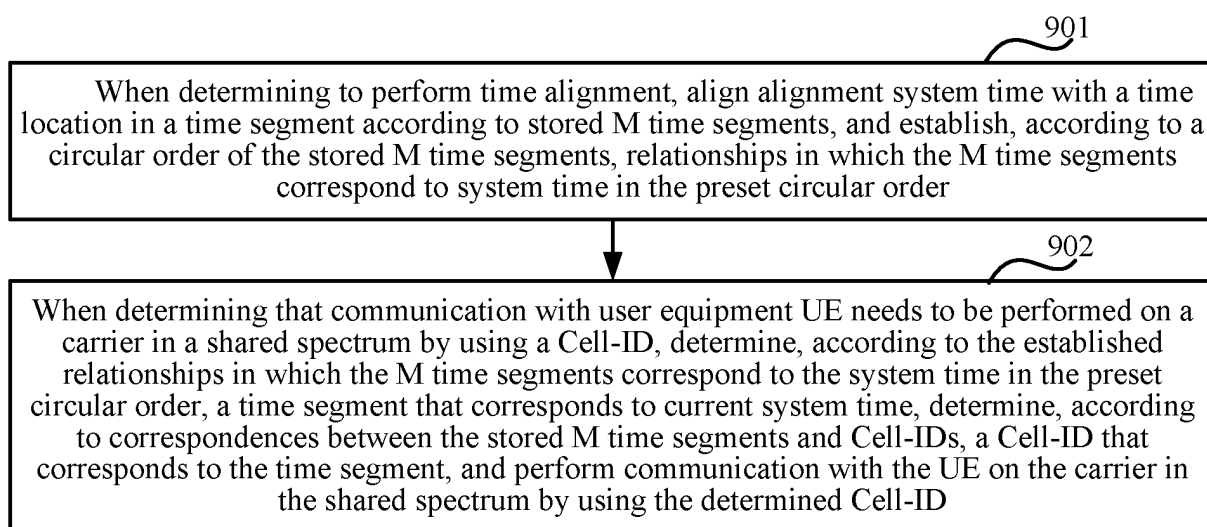 901
When determining to perform time alignment, align alignment system time with a time
location in a time segment according to stored M time segments, and establish, according to a
circular order of the stored M time segments, relationships in which the M time segments
correspond to system time in the preset circular order
902
When determining that communication with user equipment UE needs to be performed on a
carrier in a shared spectrum by using a Cell-ID, determine, according to the established
relationships in which the M time segments correspond to the system time in the preset
circular order, a time segment that corresponds to current system time, determine, according
to correspondences between the stored M time segments and Cell-IDs, a Cell-ID that
corresponds to the time segment, and perform communication with the UE on the carrier in
the shared spectrum by using the determined Cell-ID